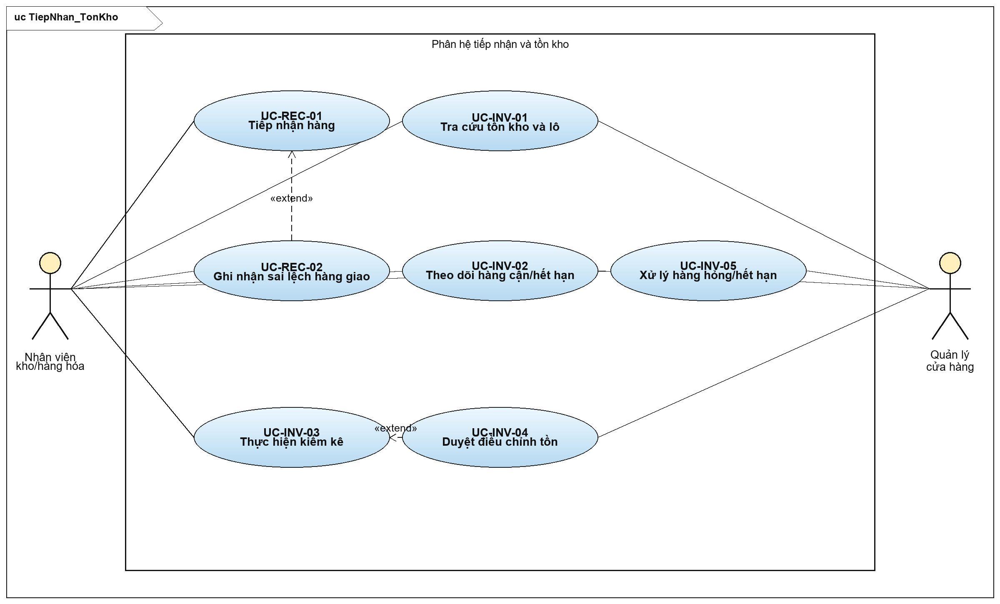 uc TiepNhan_TonKho
Phân hệ tiếp nhận và tồn kho
UC-REC-01
Tiếp nhận hàng
UC-INV-01
Tra cứu tồn kho và lô
«extend»
UC-REC-02
Ghi nhận sai lệch hàng giao
UC-INV-02
Theo dõi hàng cận/hết hạn
UC-INV-05
Xử lý hàng hỏng/hết hạn
Nhân viên
kho/hàng hóa
Quản lý
cửa hàng
UC-INV-03
Thực hiện kiểm kê
«extend»
UC-INV-04
Duyệt điều chỉnh tồn